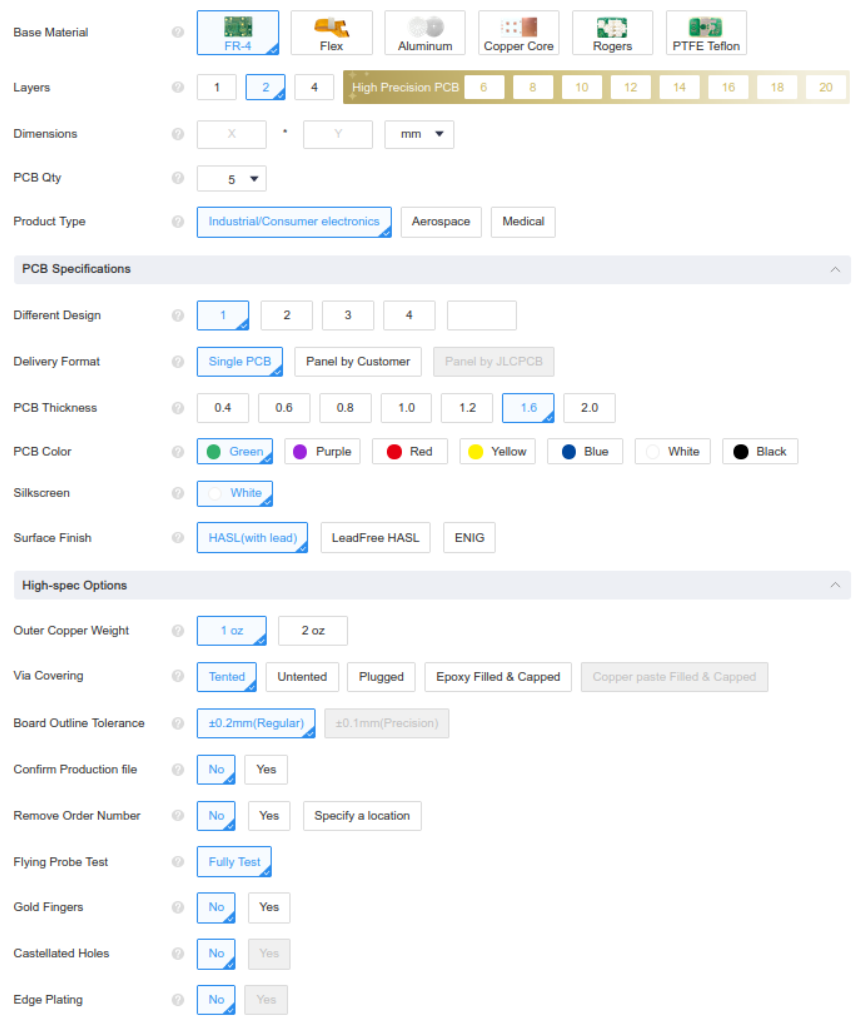 Base Material FR-4 Flex Aluminum Copper Core Rogers PTFE Teflon
Layers 1 2 4 High Precision PCB 6 8 10 12 14 16 18 20
Dimensions X * Y mm
PCB Qty 5
Product Type Industrial/Consumer electronics Aerospace Medical
PCB Specifications
Different Design 1 2 3 4
Delivery Format Single PCB Panel by Customer Panel by JLCPCB
PCB Thickness 0.4 0.6 0.8 1.0 1.2 1.6 2.0
PCB Color Green Purple Red Yellow Blue White Black
Silkscreen White
Surface Finish HASL(with lead) LeadFree HASL ENIG
High-spec Options
Outer Copper Weight 1 oz 2 oz
Via Covering Tented Untented Plugged Epoxy Filled & Capped Copper paste Filled & Capped
Board Outline Tolerance ±0.2mm(Regular) ±0.1mm(Precision)
Confirm Production file No Yes
Remove Order Number No Yes Specify a location
Flying Probe Test Fully Test
Gold Fingers No Yes
Castellated Holes No Yes
Edge Plating No Yes